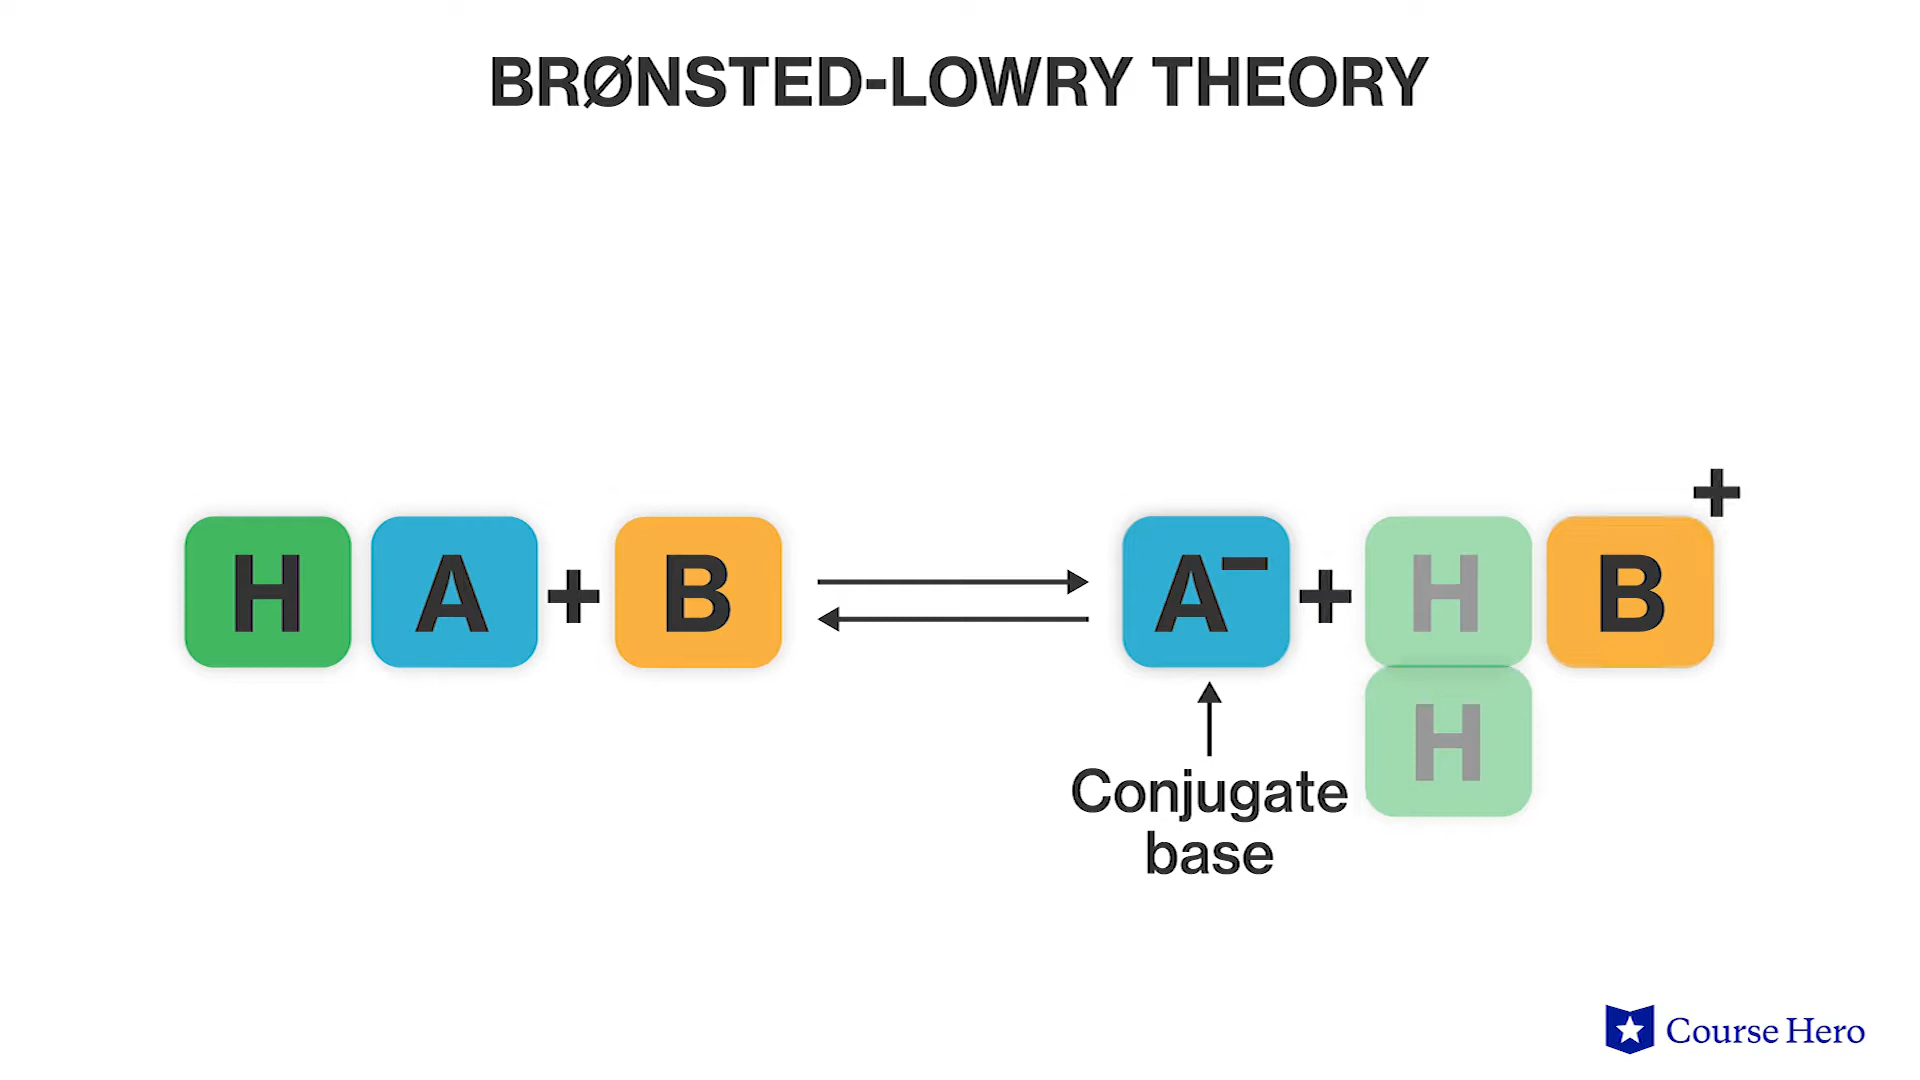 BRØNSTED-LOWRY THEORY
H A + B A⁻ + H B ⁺
H
Conjugate
base
Course Hero